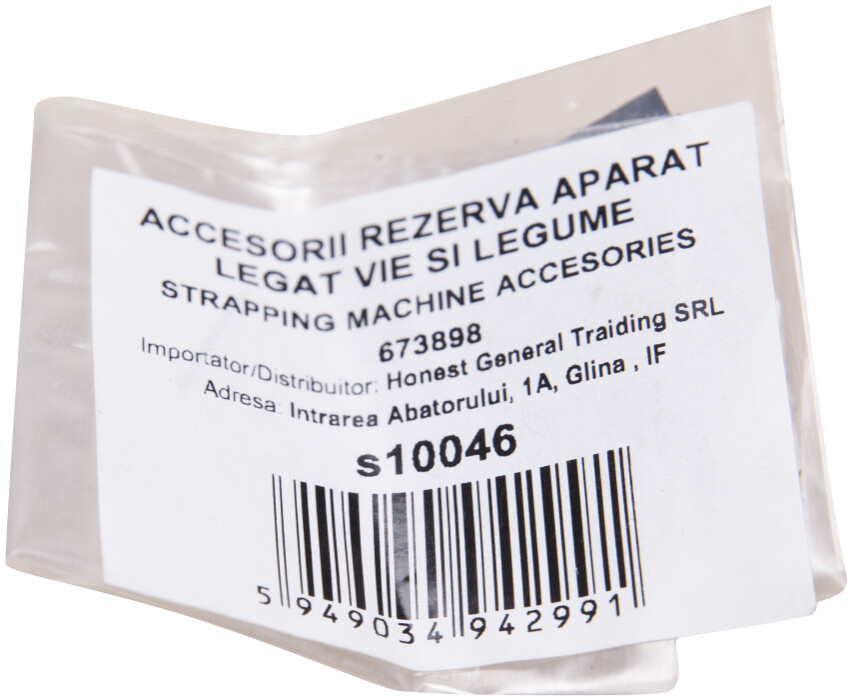 ACCESORII REZERVA APARAT
LEGAT VIE SI LEGUME
STRAPPING MACHINE ACCESORIES
673898
Importator/Distribuitor: Honest General Traiding SRL
Adresa: Intrarea Abatorului, 1A, Glina , IF
s10046
5 949034 942991